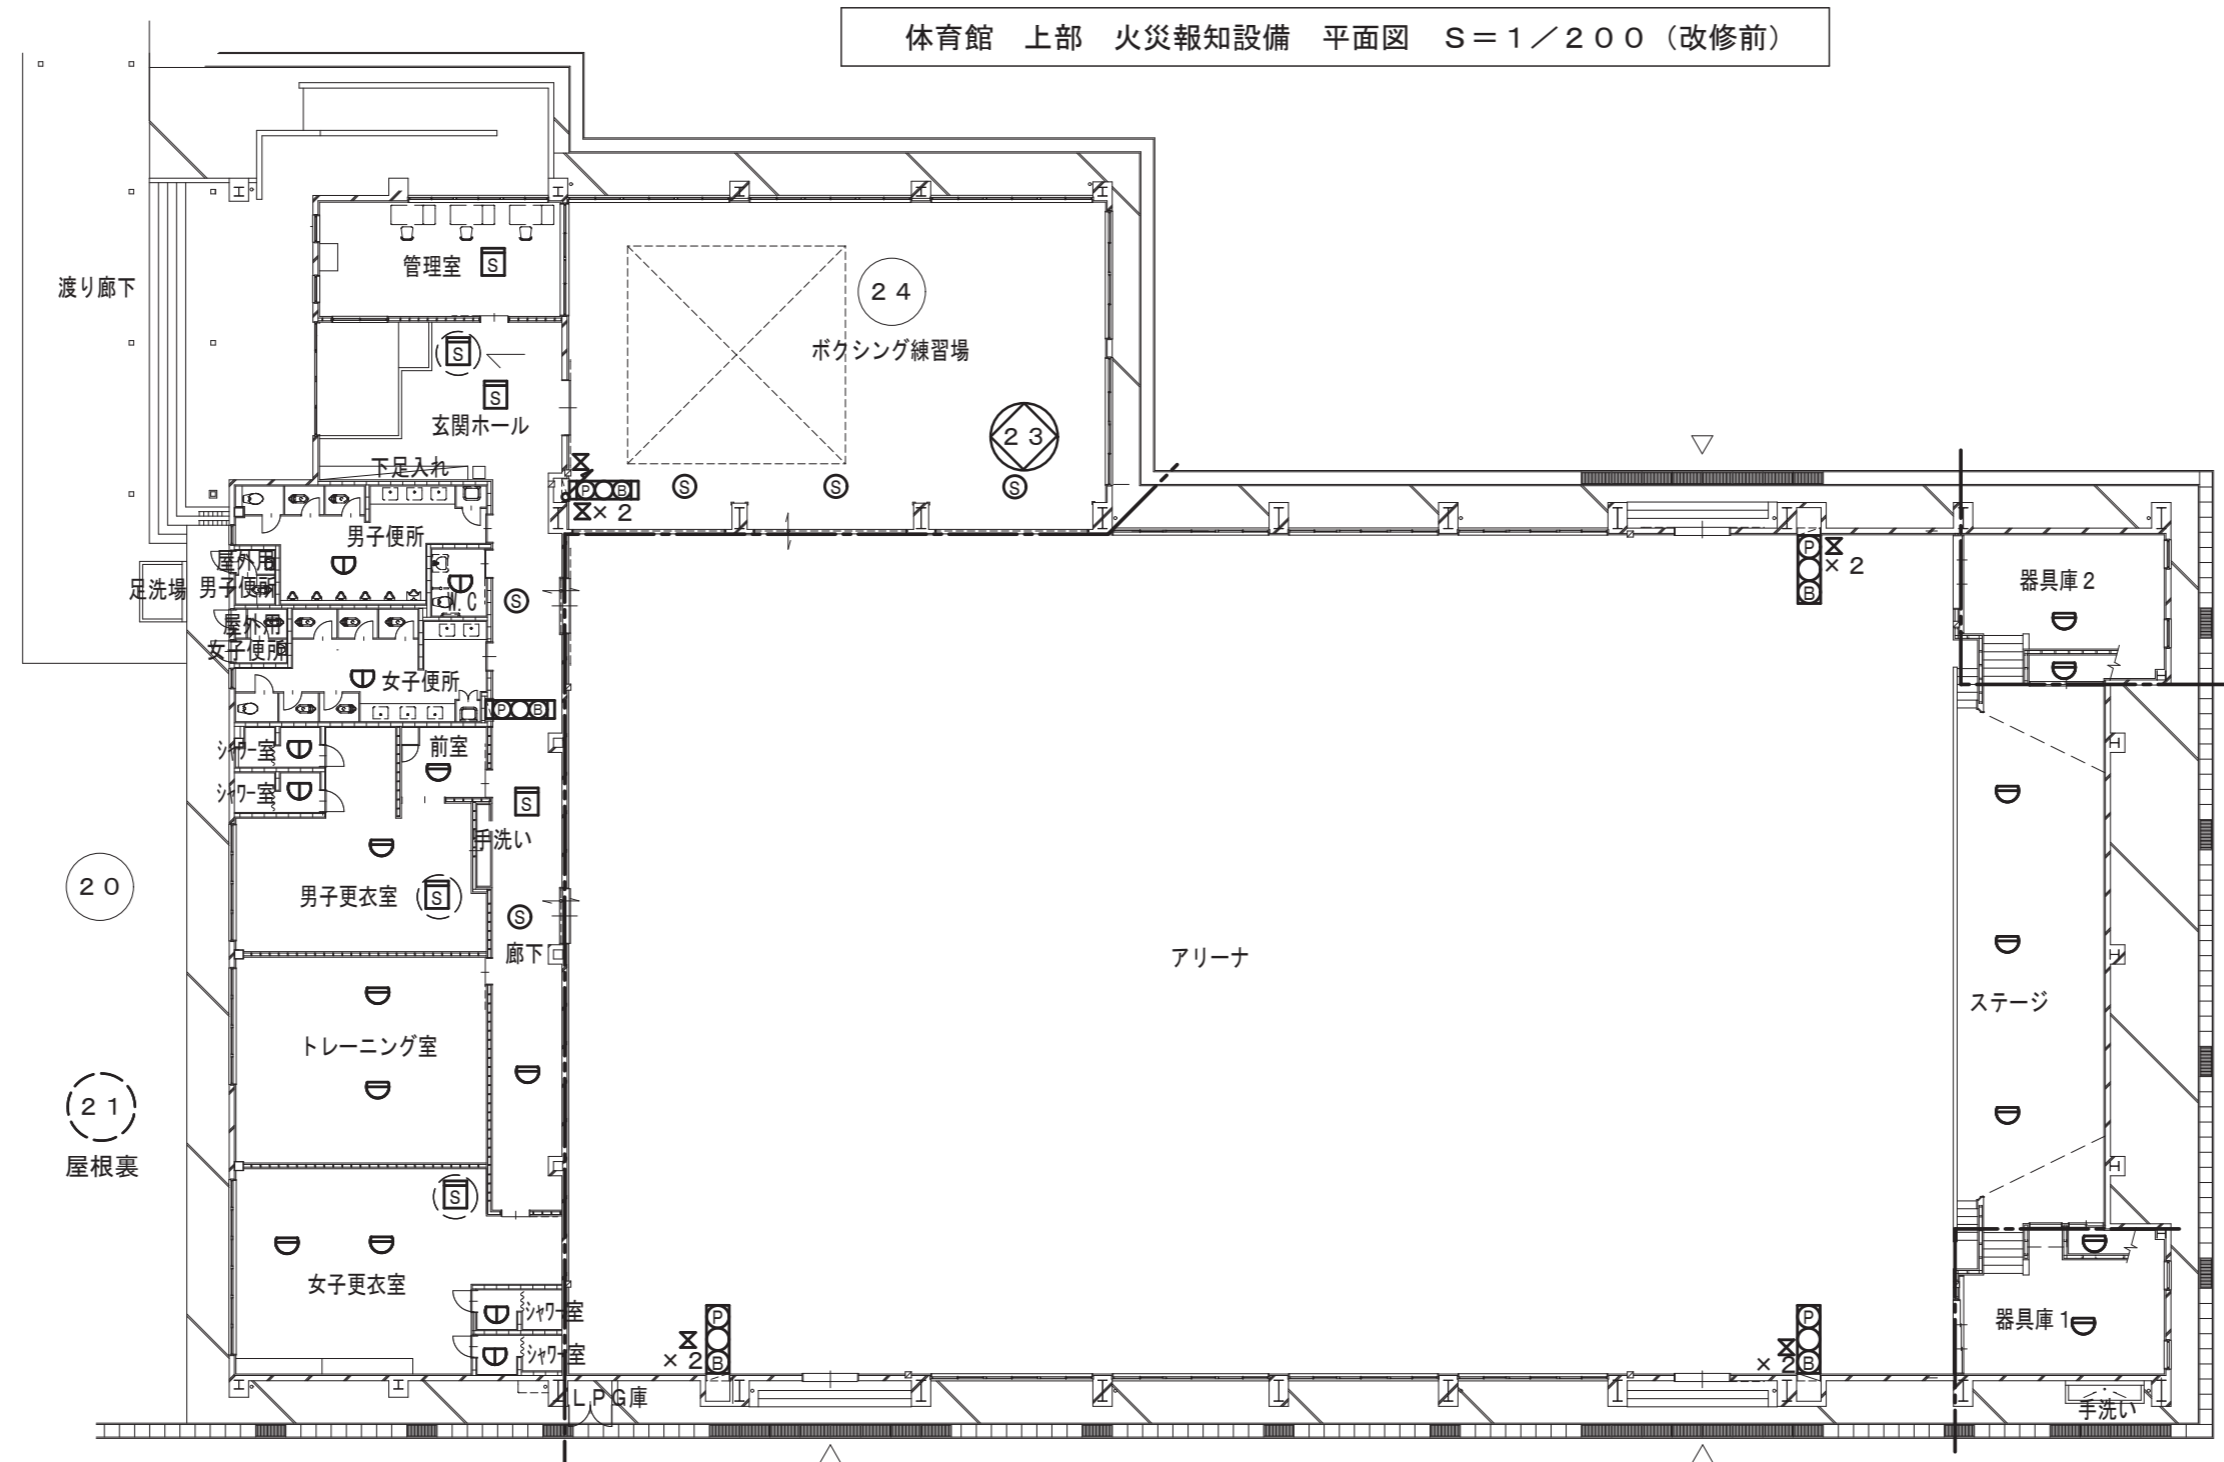 体育館　上部　火災報知設備　平面図　Ｓ＝１／２００（改修前）
渡り廊下
管理室
S
２４
ボクシング練習場
S
S
玄関ホール
２３
下足入れ
P B
×２
S
S
S
男子便所
屋外用
男子便所
足洗場
W.C
S
P
B
×２
器具庫２
屋外用
女子便所
女子便所
P B
ｼｬﾜｰ室
前室
ｼｬﾜｰ室
S
手洗い
２０
男子更衣室
S
S
廊下
アリーナ
ステージ
トレーニング室
２１
屋根裏
S
女子更衣室
ｼｬﾜｰ室
ｼｬﾜｰ室
P
B
×２
P
B
×２
器具庫１
ＬＰＧ庫
手洗い